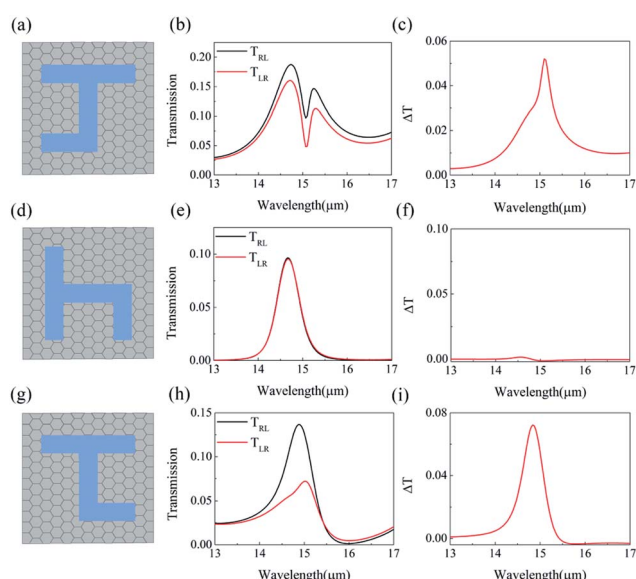 (a)
(b)
(c)
0.20
0.15
0.10
0.05
0.00
Transmission
T_RL
T_LR
13 14 15 16 17
Wavelength(μm)
0.06
0.04
0.02
0.00
ΔT
13 14 15 16 17
Wavelength(μm)
(d)
(e)
(f)
0.10
0.05
0.00
Transmission
T_RL
T_LR
13 14 15 16 17
Wavelength(μm)
0.10
0.05
0.00
ΔT
13 14 15 16 17
Wavelength(μm)
(g)
(h)
(i)
0.15
0.10
0.05
0.00
Transmission
T_RL
T_LR
13 14 15 16 17
Wavelength(μm)
0.08
0.04
0.00
ΔT
13 14 15 16 17
Wavelength(μm)